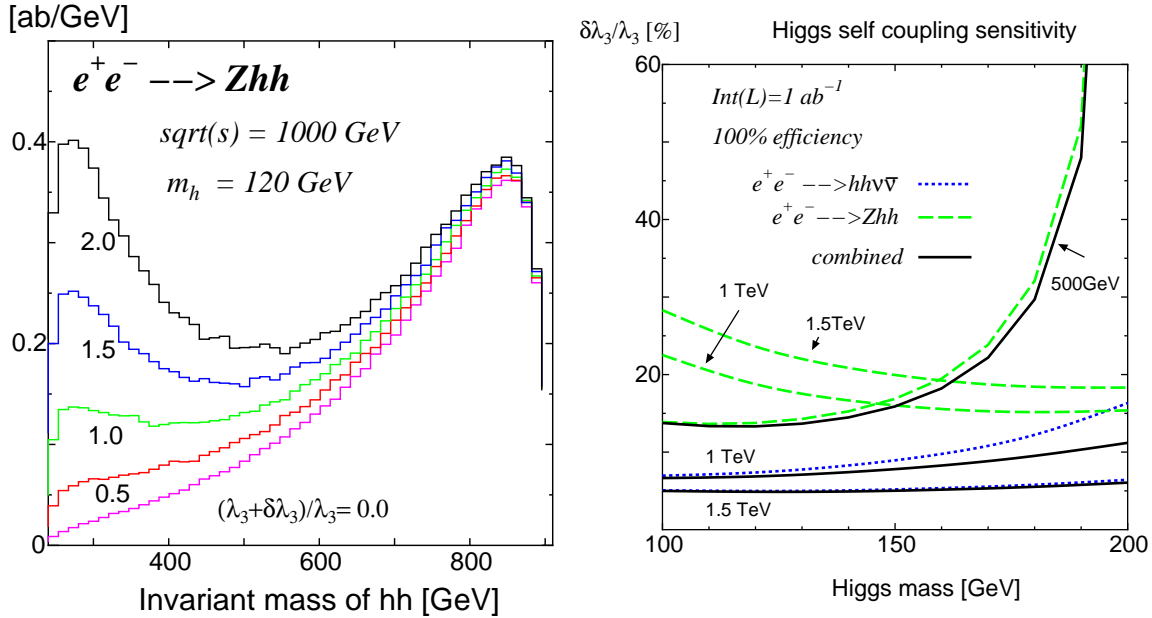 [ab/GeV]
e⁺e⁻ --> Zhh
sqrt(s) = 1000 GeV
m_h = 120 GeV
0.4
2.0
0.2
1.5
1.0
0.5
(λ₃+δλ₃)/λ₃= 0.0
0
400
600
800
Invariant mass of hh [GeV]
δλ₃/λ₃ [%]
Higgs self coupling sensitivity
60
Int(L)=1 ab⁻¹
100% efficiency
e⁺e⁻ -->hhνν̅
40
e⁺e⁻ -->Zhh
combined
500GeV
1 TeV
1.5TeV
20
1 TeV
1.5 TeV
100
150
200
Higgs mass [GeV]